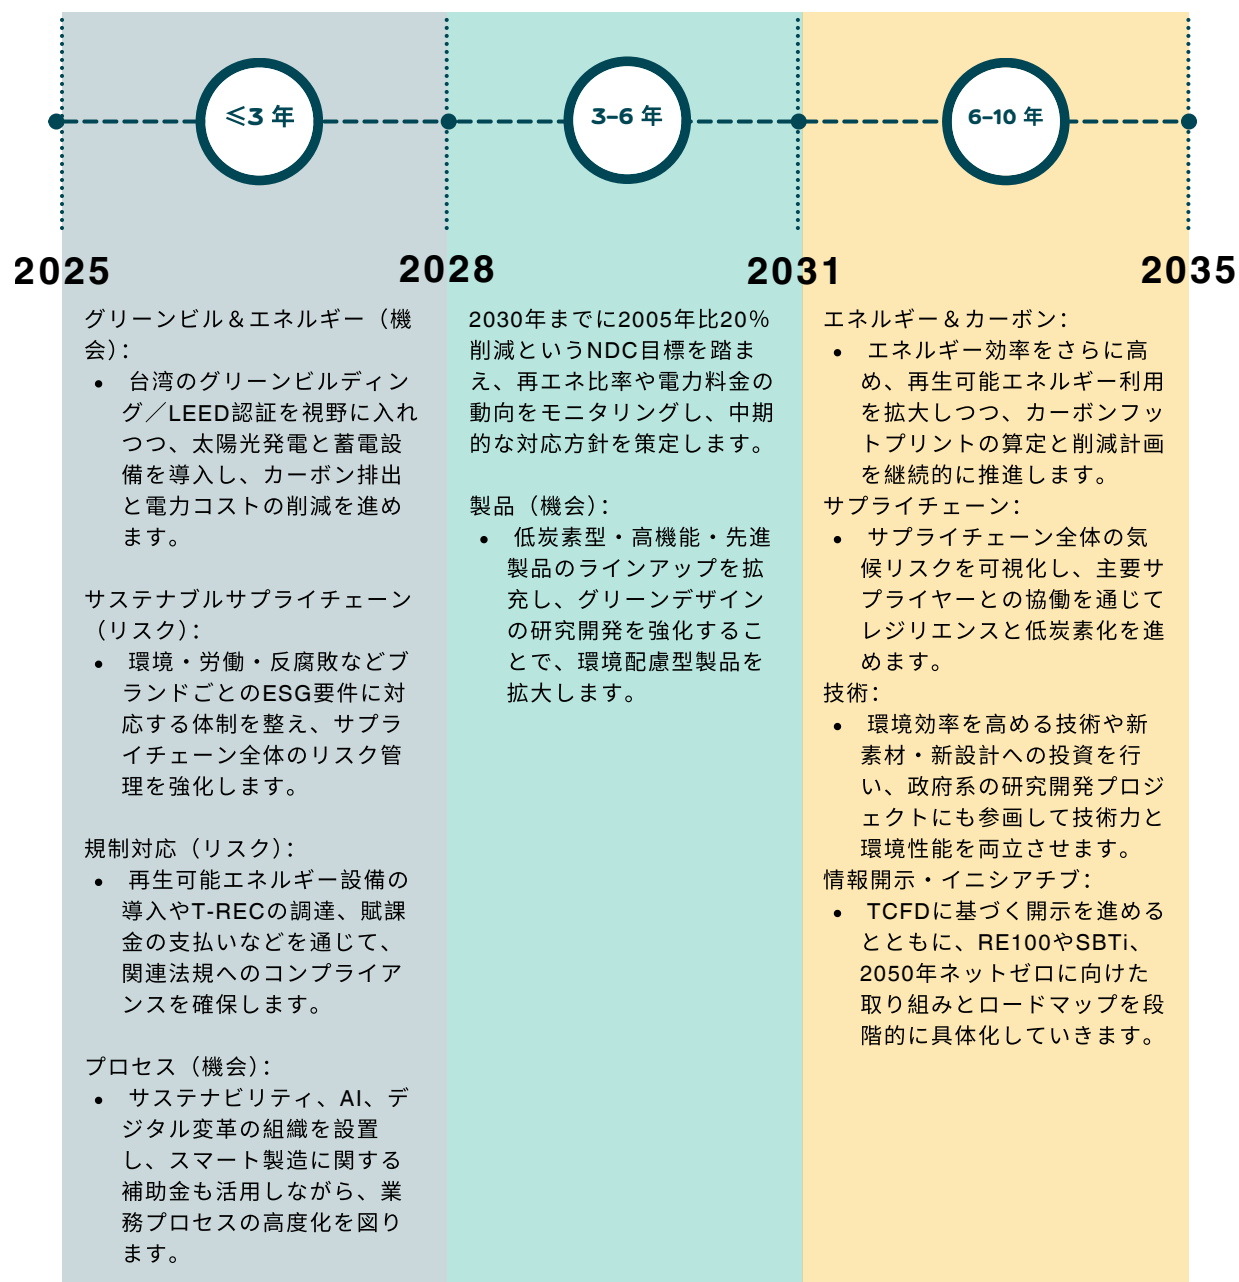 ≤3 年
3–6 年
6–10 年
2025
2028
2031
2035
グリーンビル＆エネルギー（機
会）：
• 台湾のグリーンビルディン
グ／LEED認証を視野に入れ
つつ、太陽光発電と蓄電設
備を導入し、カーボン排出
と電力コストの削減を進め
ます。
サステナブルサプライチェーン
（リスク）：
• 環境・労働・反腐敗などブ
ランドごとのESG要件に対
応する体制を整え、サプラ
イチェーン全体のリスク管
理を強化します。
規制対応（リスク）：
• 再生可能エネルギー設備の
導入やT-RECの調達、賦課
金の支払いなどを通じて、
関連法規へのコンプライア
ンスを確保します。
プロセス（機会）：
• サステナビリティ、AI、デ
ジタル変革の組織を設置
し、スマート製造に関する
補助金も活用しながら、業
務プロセスの高度化を図り
ます。
2030年までに2005年比20％
削減というNDC目標を踏ま
え、再エネ比率や電力料金の
動向をモニタリングし、中期
的な対応方針を策定します。
製品（機会）：
• 低炭素型・高機能・先進
製品のラインアップを拡
充し、グリーンデザイン
の研究開発を強化するこ
とで、環境配慮型製品を
拡大します。
エネルギー＆カーボン：
• エネルギー効率をさらに高
め、再生可能エネルギー利用
を拡大しつつ、カーボンフッ
トプリントの算定と削減計画
を継続的に推進します。
サプライチェーン：
• サプライチェーン全体の気
候リスクを可視化し、主要サ
プライヤーとの協働を通じて
レジリエンスと低炭素化を進
めます。
技術：
• 環境効率を高める技術や新
素材・新設計への投資を行
い、政府系の研究開発プロジ
ェクトにも参画して技術力と
環境性能を両立させます。
情報開示・イニシアチブ：
• TCFDに基づく開示を進める
とともに、RE100やSBTi、
2050年ネットゼロに向けた
取り組みとロードマップを段
階的に具体化していきます。